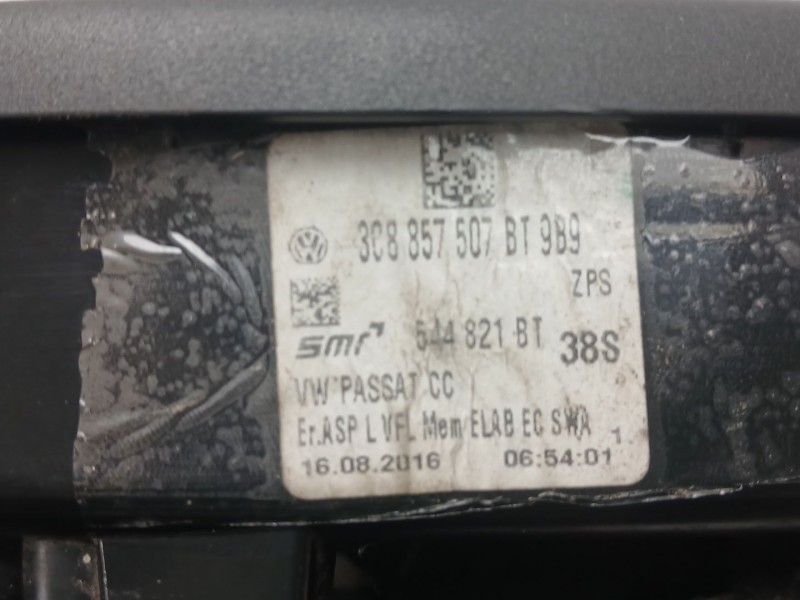 3C8 857 507 BT 9B9
ZPS
smr 544 821 BT 38S
VW PASSAT CC
Er.ASP L VFL Mem/ELAB EC SWA 1
16.08.2016 06:54:01